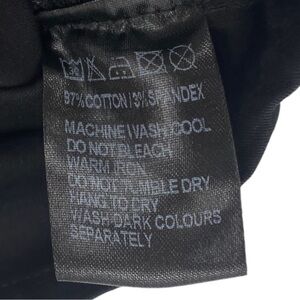 30
97% COTTON / 3% SPANDEX
MACHINE WASH COOL
DO NOT BLEACH
WARM IRON
DO NOT TUMBLE DRY
HANG TO DRY
WASH DARK COLOURS
SEPARATELY